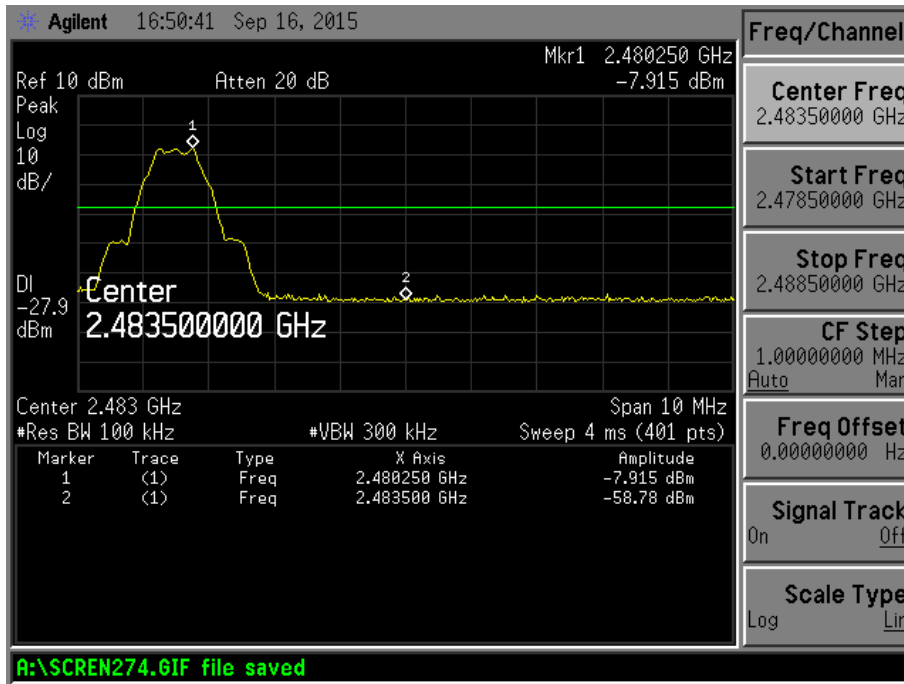 Agilent 16:50:41 Sep 16, 2015
Freq/Channel
Mkr1 2.480250 GHz
Ref 10 dBm Atten 20 dB -7.915 dBm
Peak
Log
10
dB/
1
2
DI
-27.9
dBm
Center
2.483500000 GHz
Center 2.483 GHz Span 10 MHz
#Res BW 100 kHz #VBW 300 kHz Sweep 4 ms (401 pts)
Marker Trace Type X Axis Amplitude
1 (1) Freq 2.480250 GHz -7.915 dBm
2 (1) Freq 2.483500 GHz -58.78 dBm
Center Freq
2.48350000 GHz
Start Freq
2.47850000 GHz
Stop Freq
2.48850000 GHz
CF Step
1.00000000 MHz
Auto Man
Freq Offset
0.00000000 Hz
Signal Track
On Off
Scale Type
Log Lin
A:\SCREN274.GIF file saved